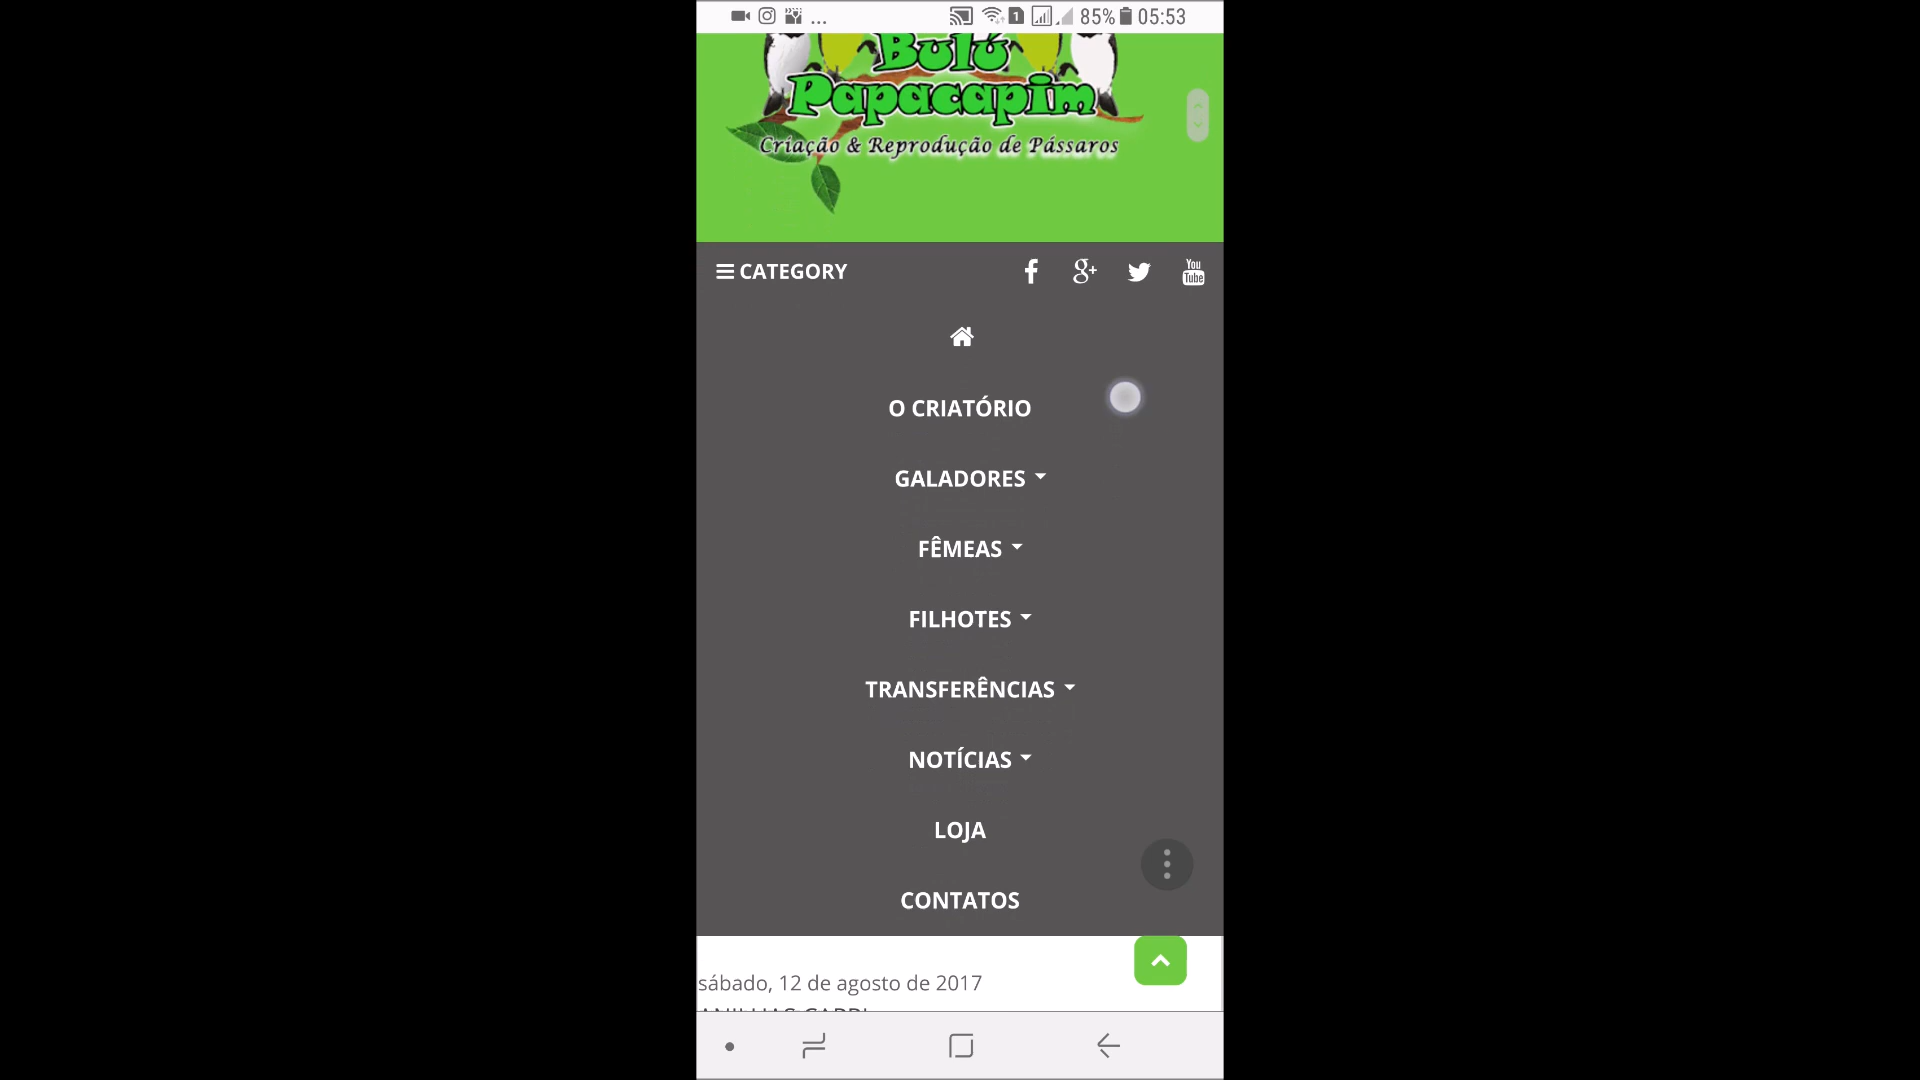 ... 1 85% 05:53
Bulú
Papacapim
Criação & Reprodução de Pássaros
CATEGORY
You
Tube
O CRIATÓRIO
GALADORES
FÊMEAS
FILHOTES
TRANSFERÊNCIAS
NOTÍCIAS
LOJA
CONTATOS
sábado, 12 de agosto de 2017